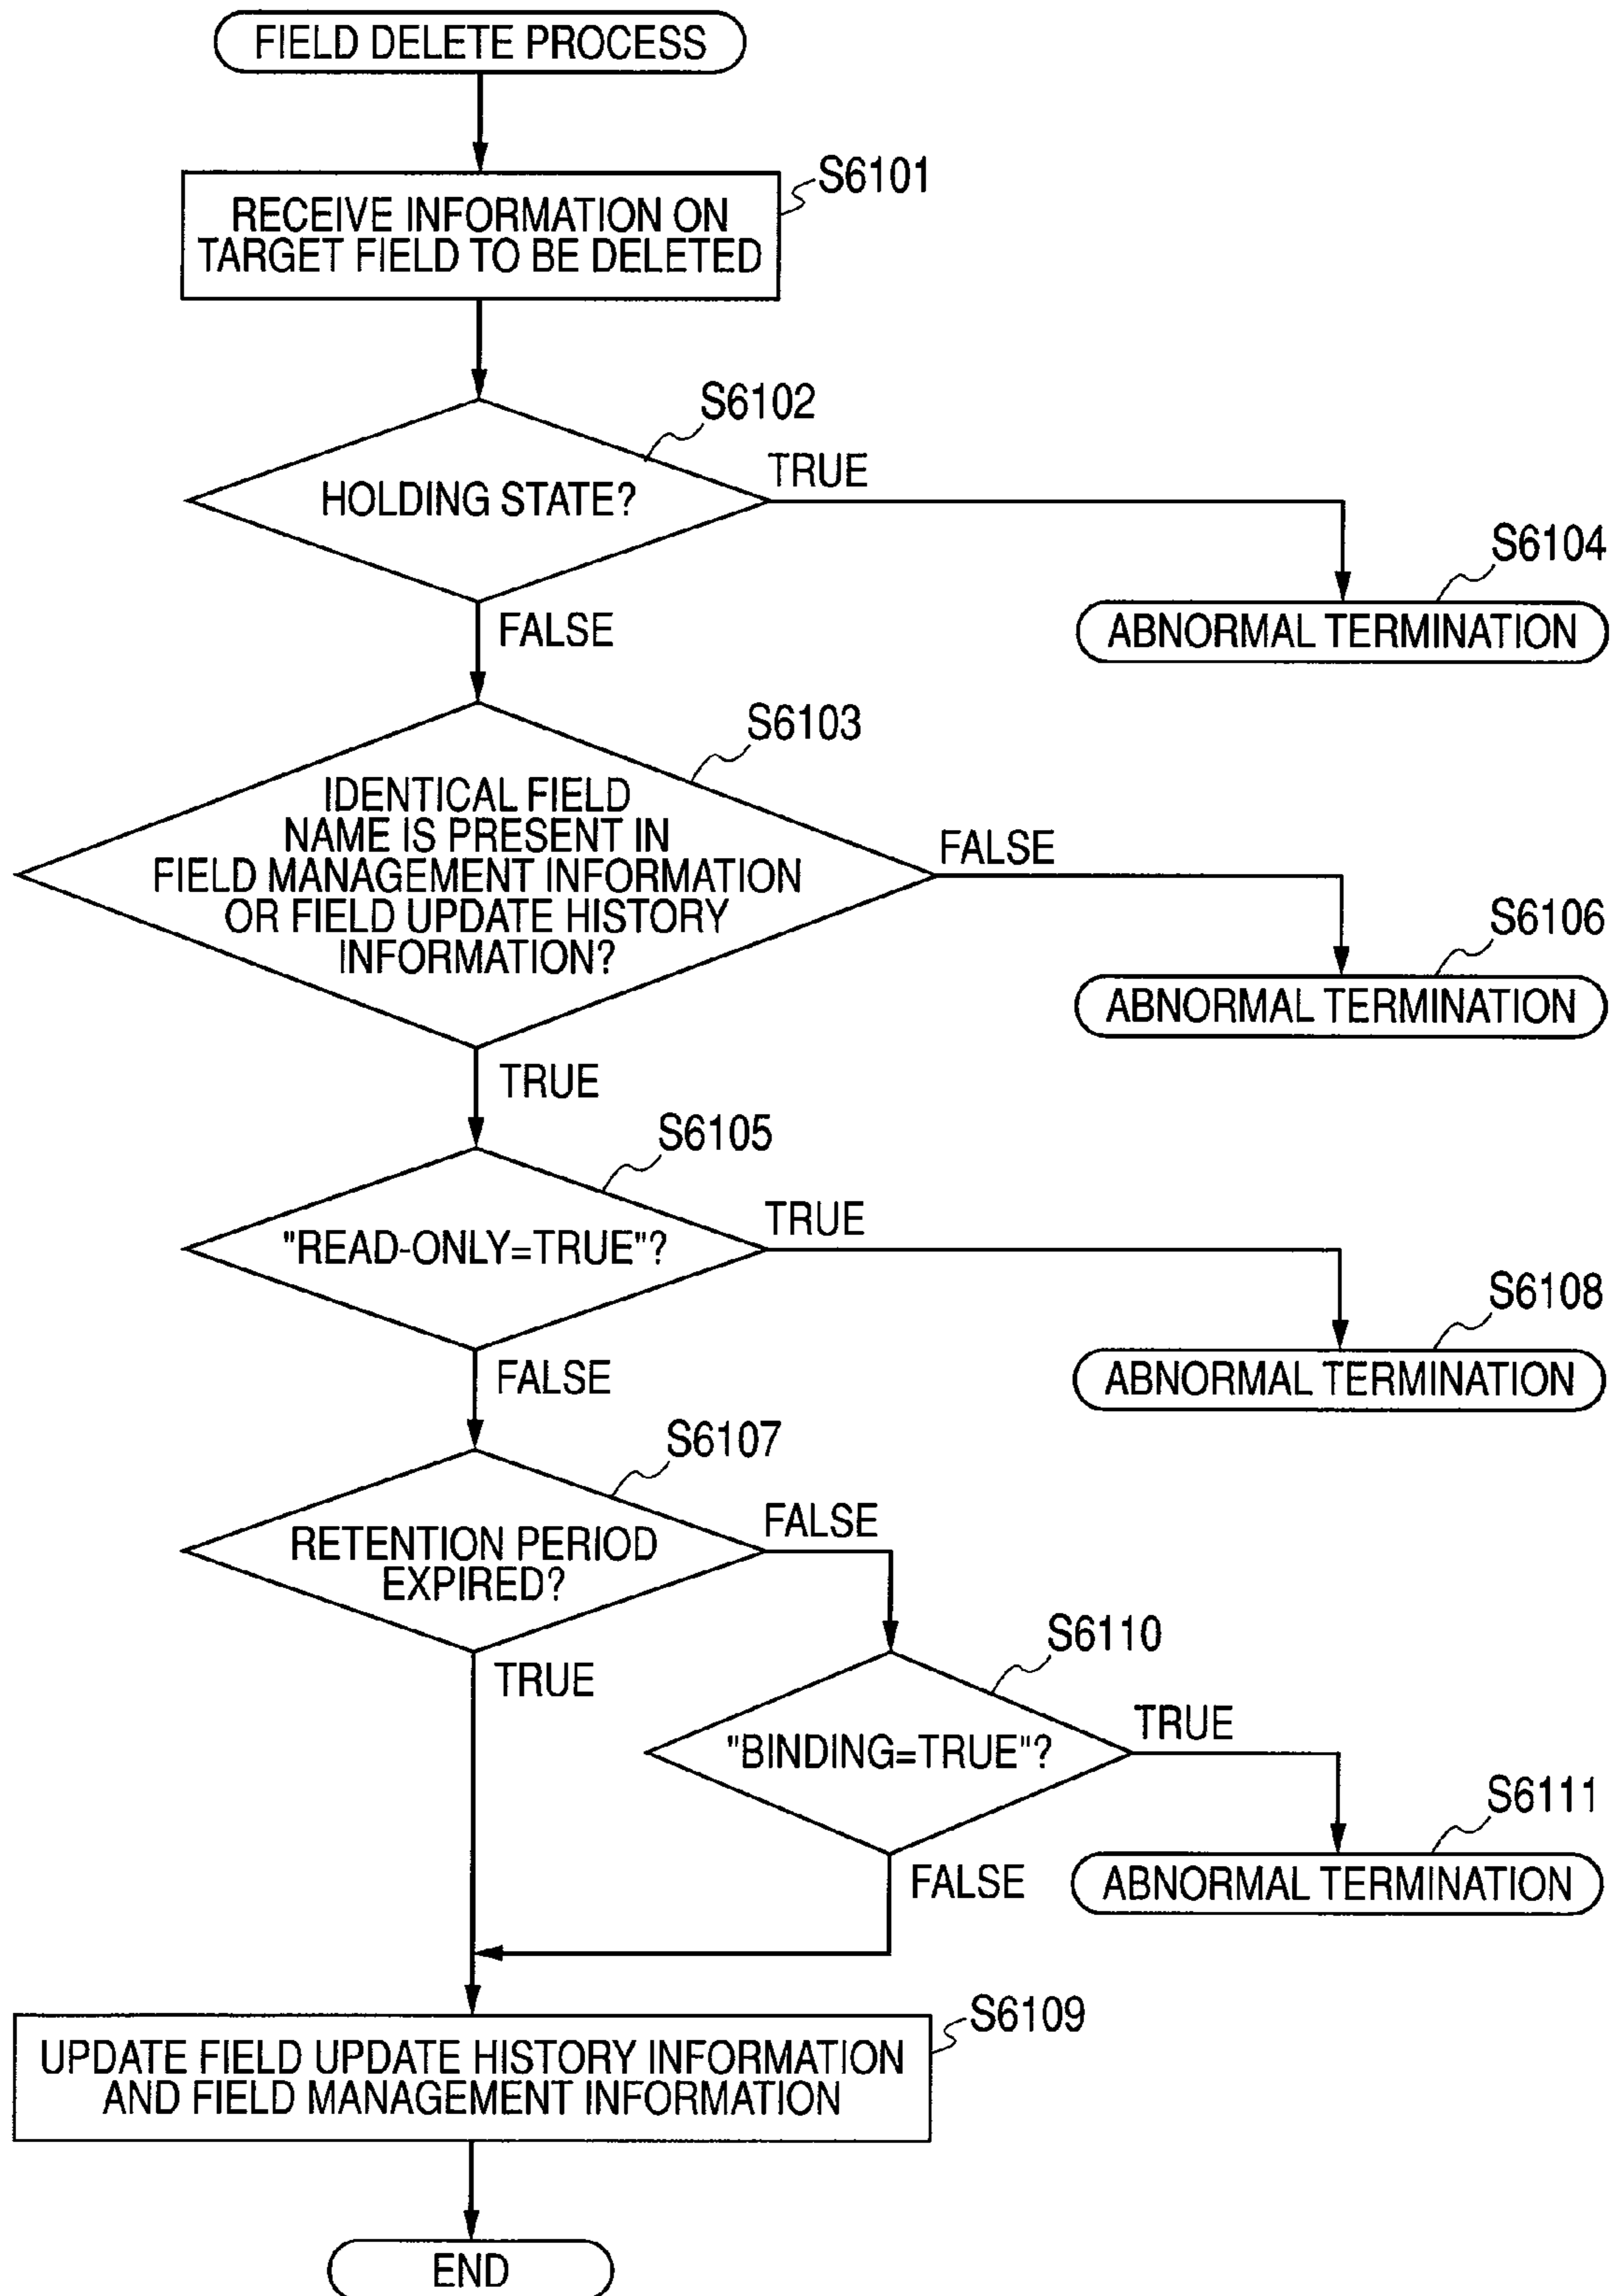 FIELD DELETE PROCESS
S6101
RECEIVE INFORMATION ON
TARGET FIELD TO BE DELETED
S6102
HOLDING STATE?
TRUE
S6104
ABNORMAL TERMINATION
FALSE
S6103
IDENTICAL FIELD
NAME IS PRESENT IN
FIELD MANAGEMENT INFORMATION
OR FIELD UPDATE HISTORY
INFORMATION?
FALSE
S6106
ABNORMAL TERMINATION
TRUE
S6105
"READ-ONLY=TRUE"?
TRUE
S6108
ABNORMAL TERMINATION
FALSE
S6107
RETENTION PERIOD
EXPIRED?
FALSE
TRUE
S6110
"BINDING=TRUE"?
TRUE
S6111
ABNORMAL TERMINATION
FALSE
S6109
UPDATE FIELD UPDATE HISTORY INFORMATION
AND FIELD MANAGEMENT INFORMATION
END